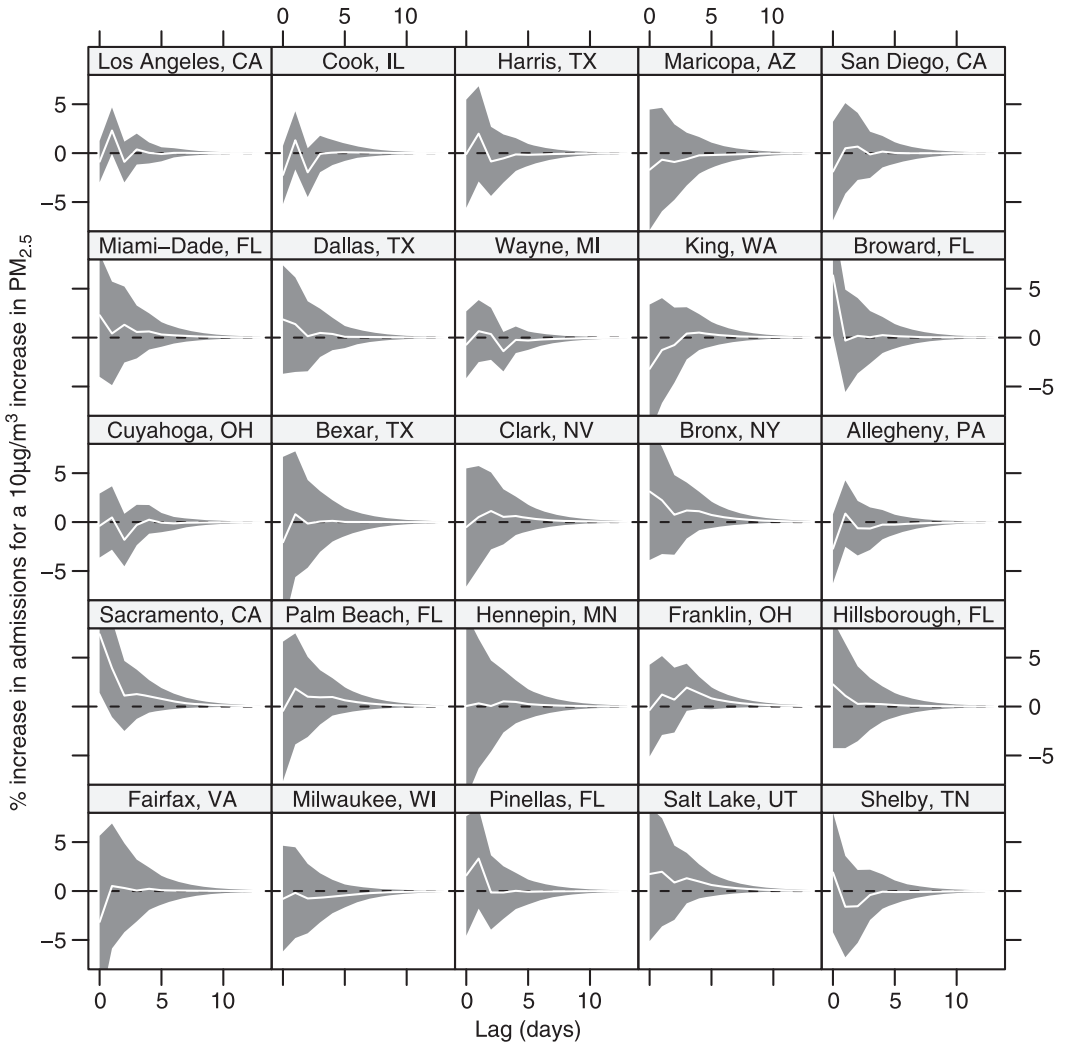 0 5 10 0 5 10
Los Angeles, CA Cook, IL Harris, TX Maricopa, AZ San Diego, CA
5
0
−5
Miami−Dade, FL Dallas, TX Wayne, MI King, WA Broward, FL
5
0
−5
Cuyahoga, OH Bexar, TX Clark, NV Bronx, NY Allegheny, PA
5
0
−5
Sacramento, CA Palm Beach, FL Hennepin, MN Franklin, OH Hillsborough, FL
5
0
−5
Fairfax, VA Milwaukee, WI Pinellas, FL Salt Lake, UT Shelby, TN
5
0
−5
0 5 10 0 5 10 0 5 10
Lag (days)
% increase in admissions for a 10μg/m³ increase in PM₂.₅